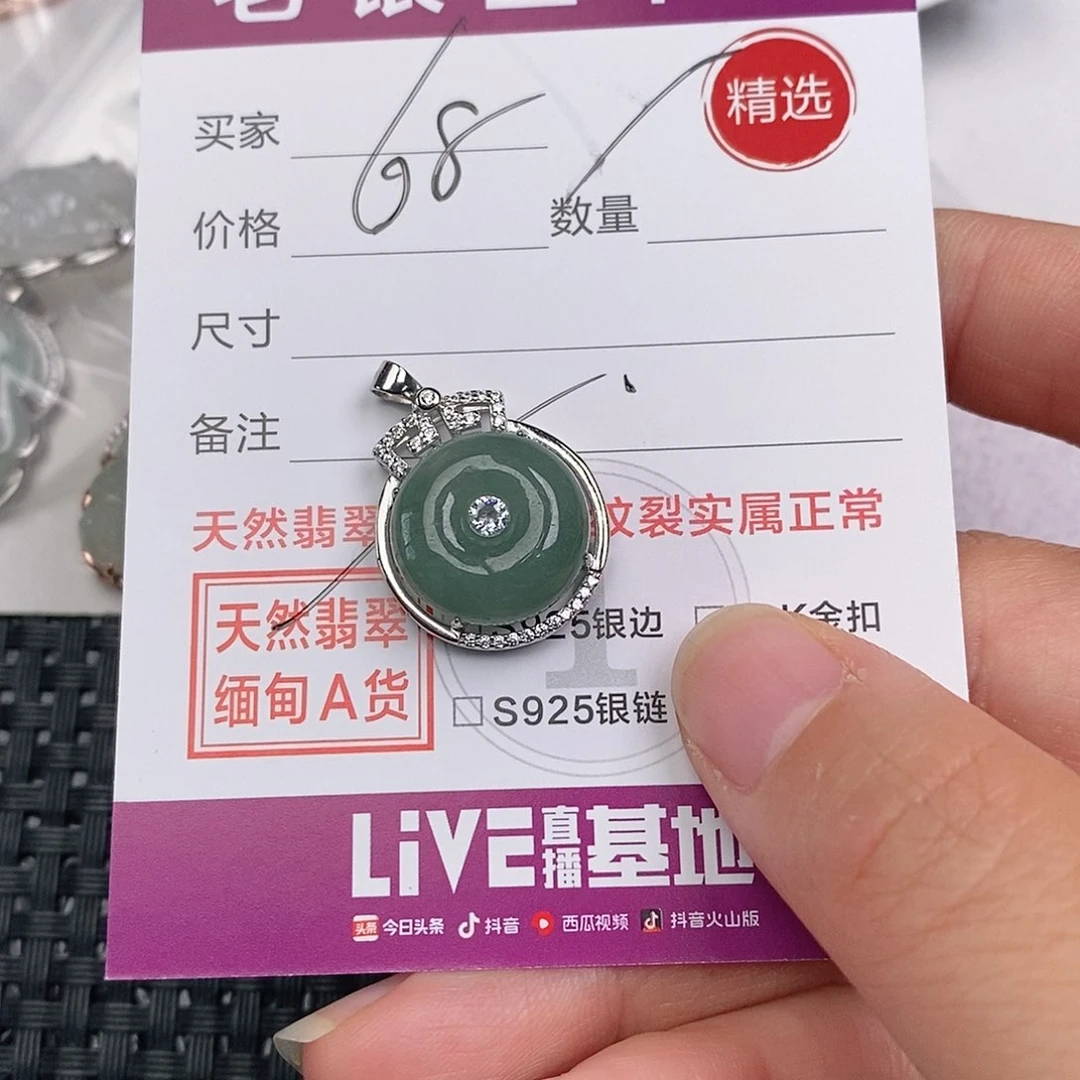 精选
买家
68
价格
数量
尺寸
备注
天然翡翠 纹裂实属正常
天然翡翠
缅甸A货
S925银边
K金扣
S925银链
LiVE直播基地
头条 今日头条 抖音 西瓜视频 抖音火山版